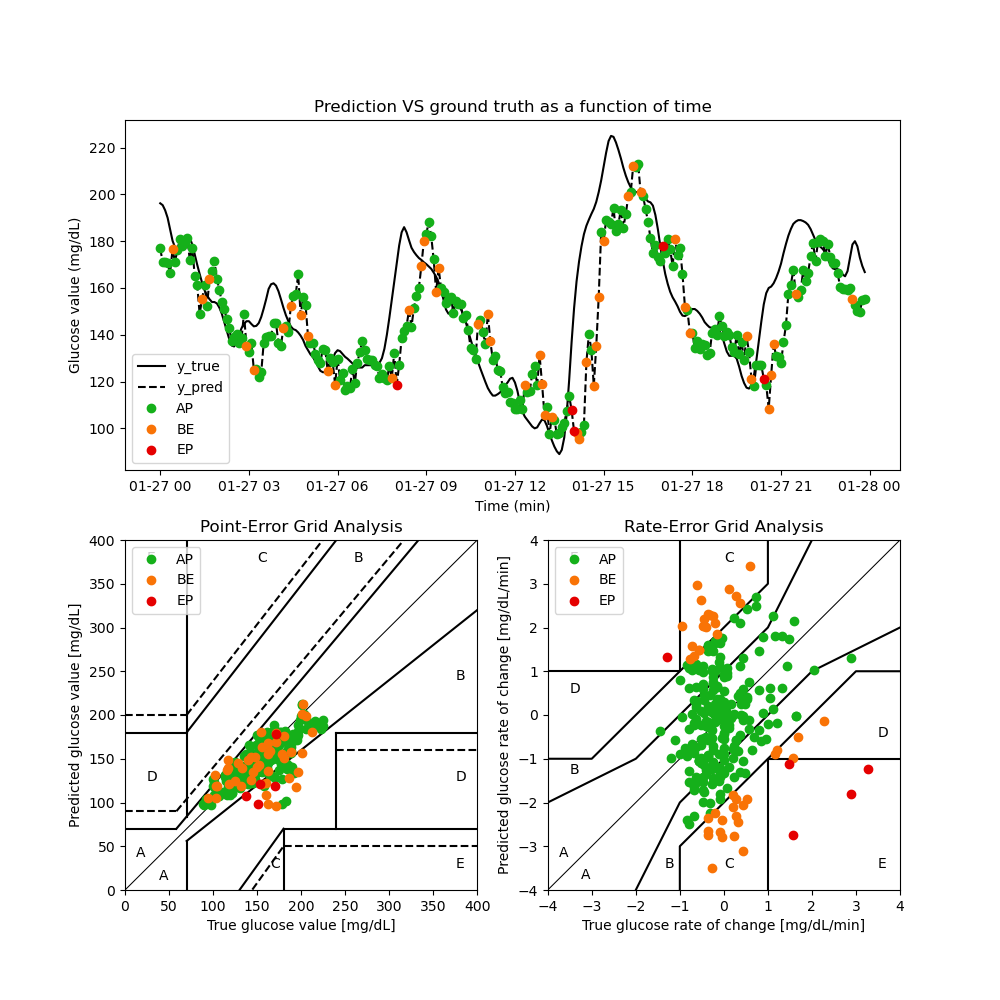 Prediction VS ground truth as a function of time
Glucose value (mg/dL)
220
200
180
160
140
120
100
y_true
y_pred
AP
BE
EP
01-27 00 01-27 03 01-27 06 01-27 09 01-27 12 01-27 15 01-27 18 01-27 21 01-28 00
Time (min)
Point-Error Grid Analysis
Predicted glucose value [mg/dL]
400
350
300
250
200
150
100
50
0
AP
BE
EP
C
B
B
D
D
A
A
C
E
0 50 100 150 200 250 300 350 400
True glucose value [mg/dL]
Rate-Error Grid Analysis
Predicted glucose rate of change [mg/dL/min]
4
3
2
1
0
−1
−2
−3
−4
AP
BE
EP
C
D
D
B
A
A
B
C
E
−4 −3 −2 −1 0 1 2 3 4
True glucose rate of change [mg/dL/min]